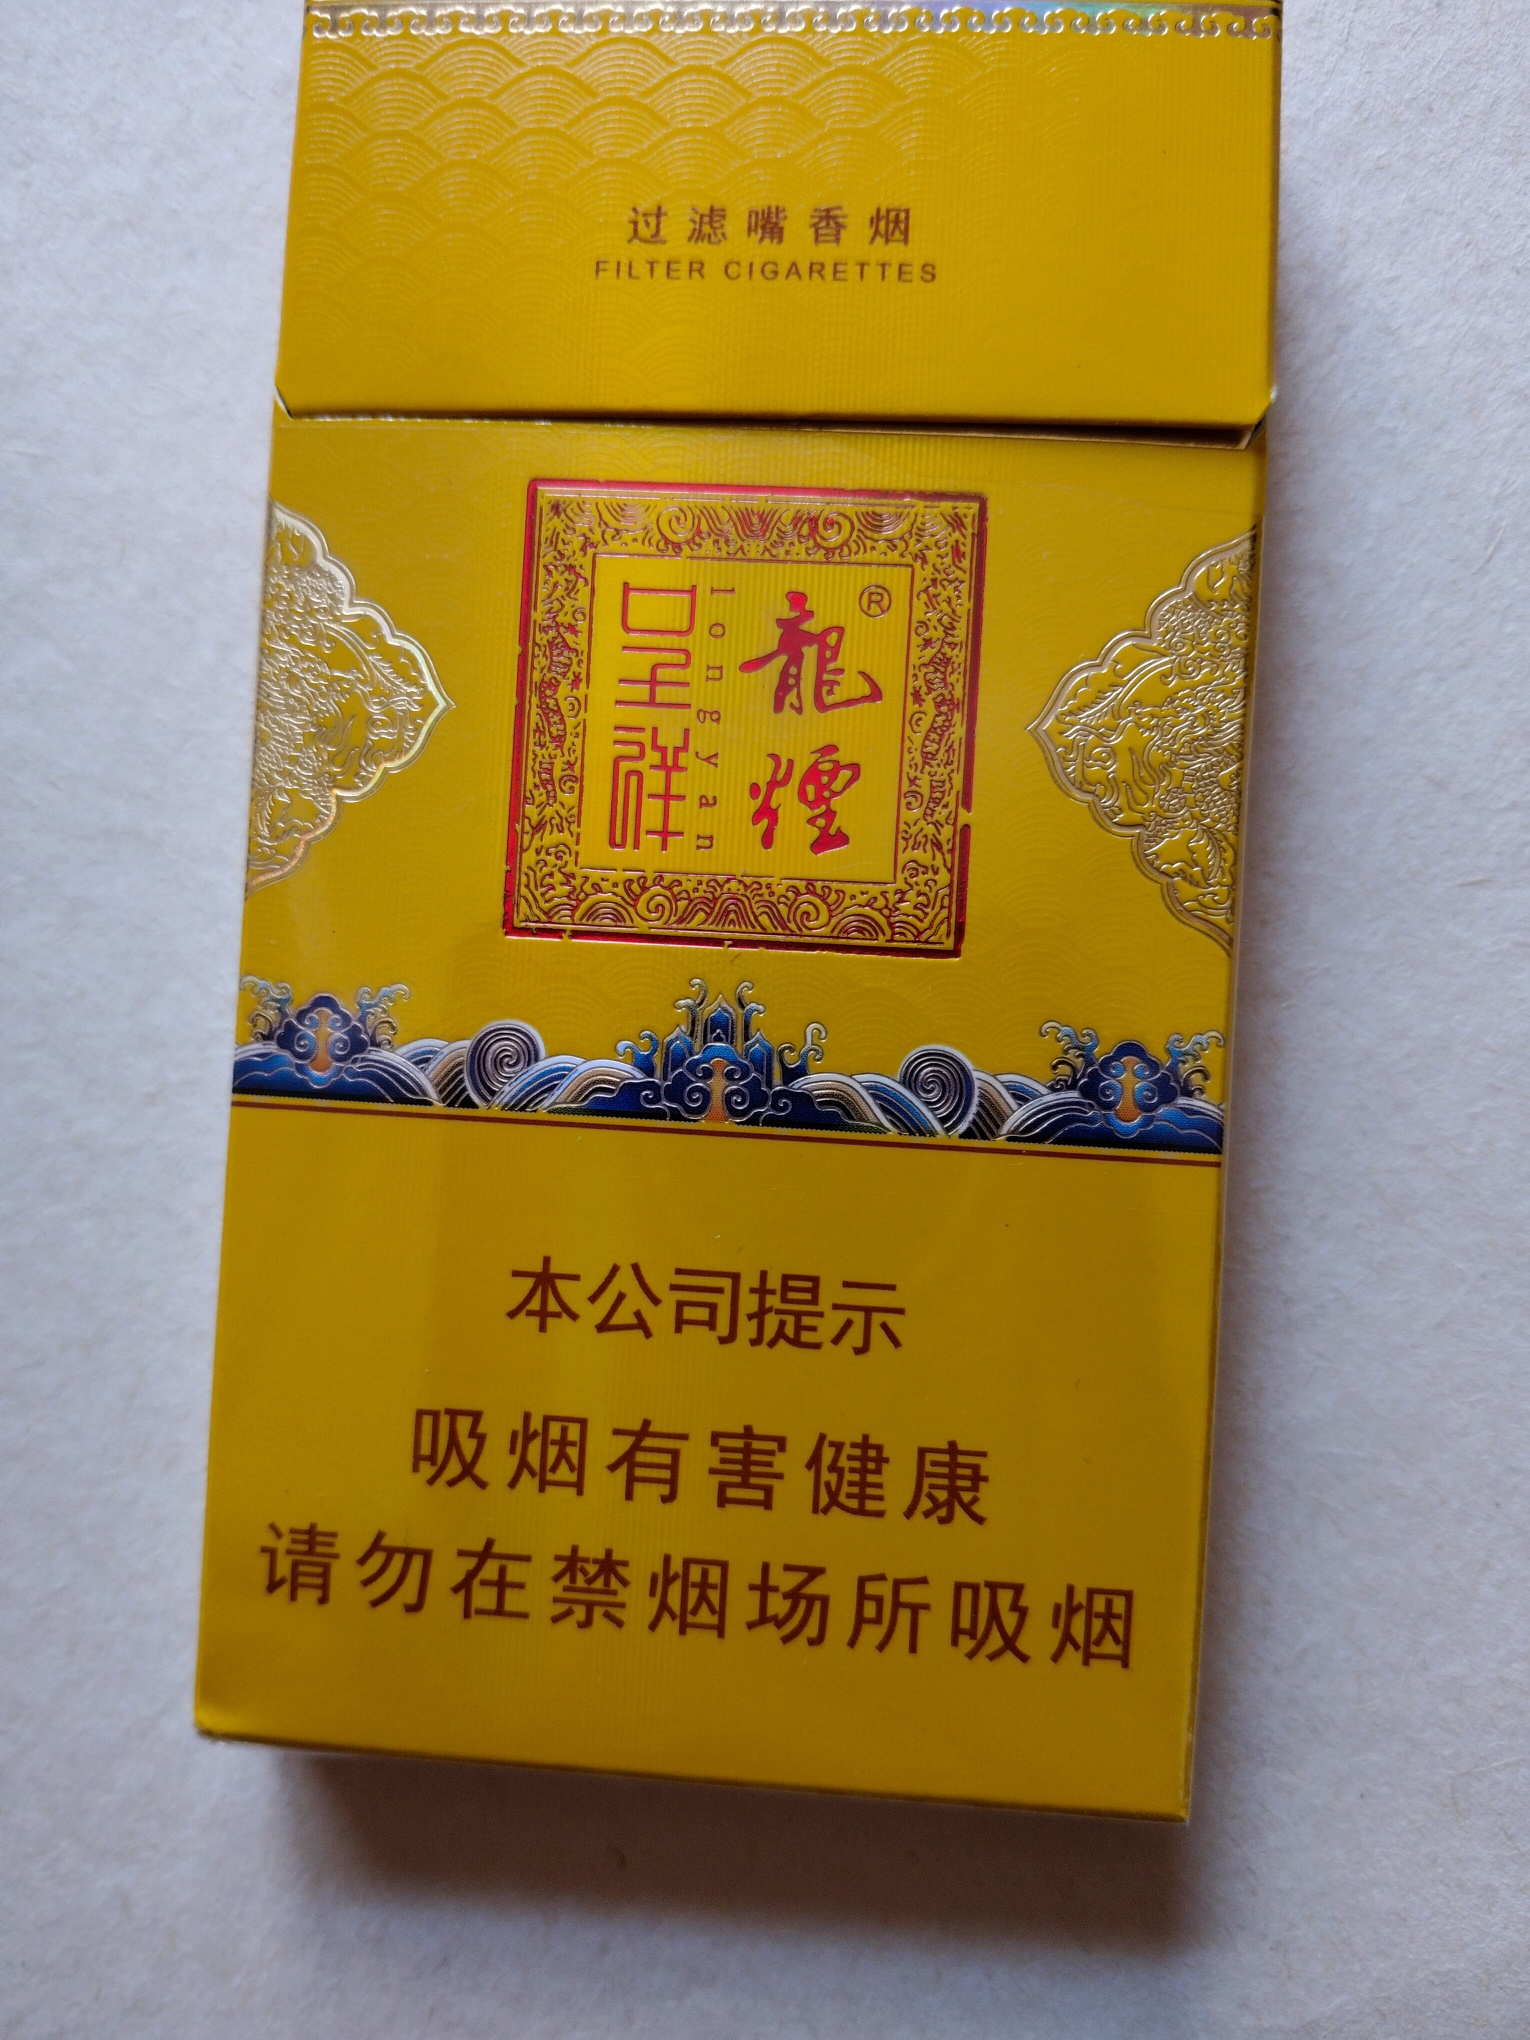 过滤嘴香烟
FILTER CIGARETTES
龍煙®
longyan
呈祥
本公司提示
吸烟有害健康
请勿在禁烟场所吸烟